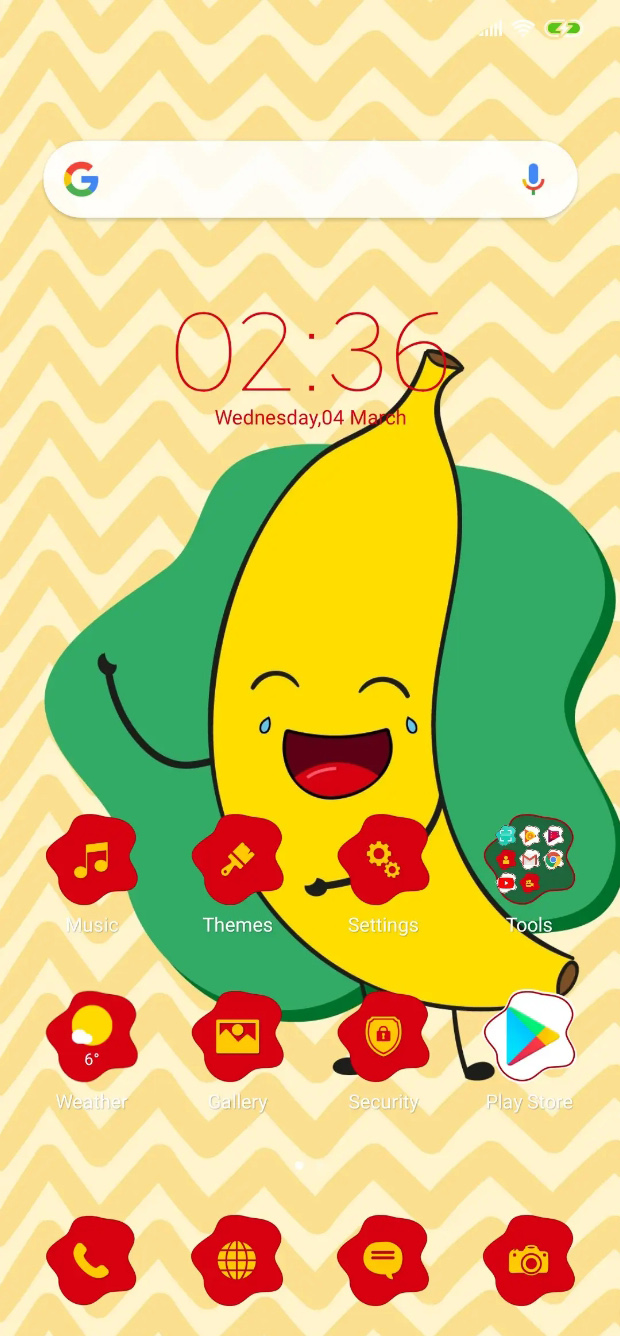 02:36
Wednesday,04 March
Music
Themes
Settings
Tools
6°
Weather
Gallery
Security
Play Store